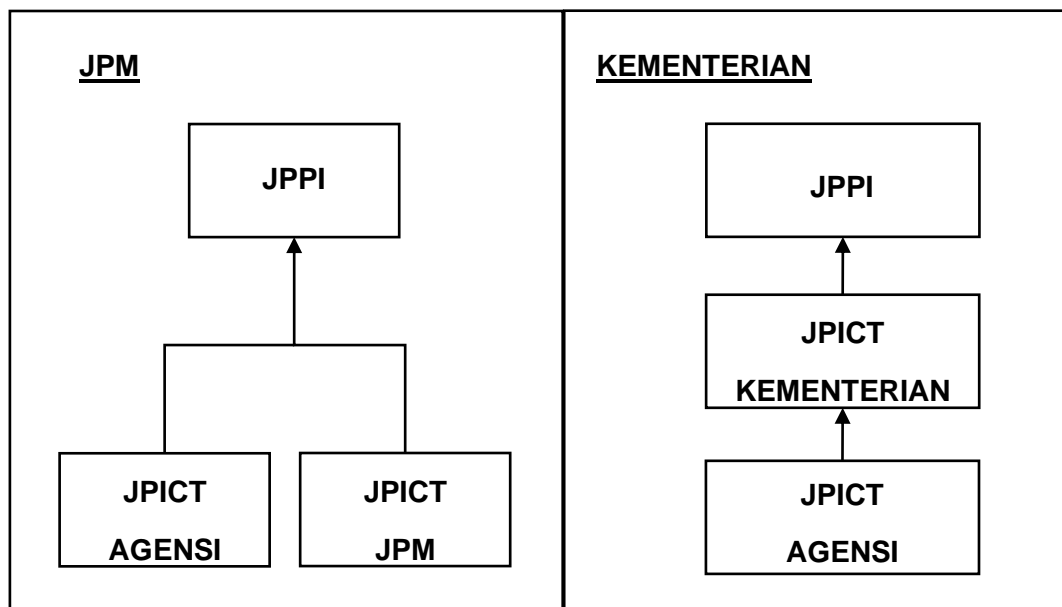 JPM
JPPI
JPICT
AGENSI
JPICT
JPM
KEMENTERIAN
JPPI
JPICT
KEMENTERIAN
JPICT
AGENSI